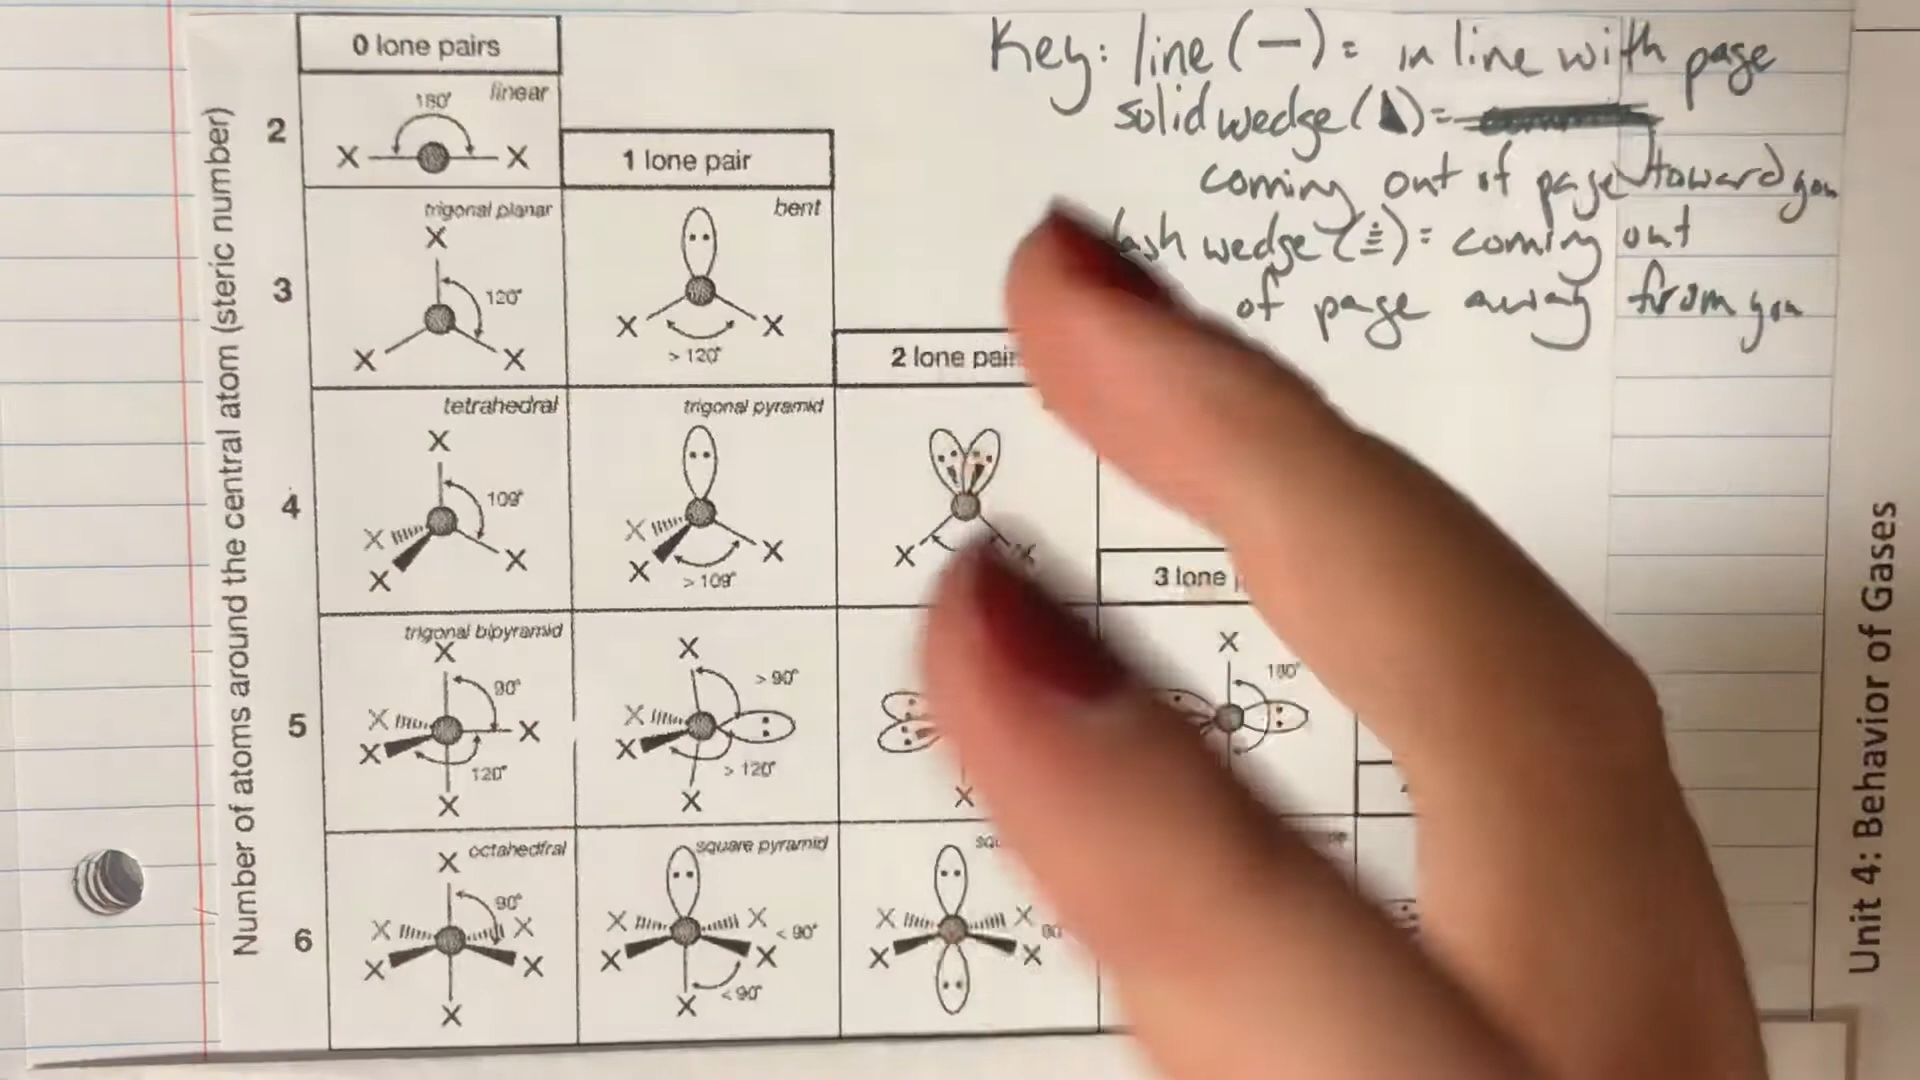 0 lone pairs
Key: line (—) = in line with page
solid wedge ( ) =
coming out of page toward you
wedge ( ) = coming out
of page away from you
Number of atoms around the central atom (steric number)
2
linear
180°
X X
1 lone pair
3
trigonal planar
X
120°
X X
bent
X X
> 120°
2 lone
4
tetrahedral
X
109°
X
X
X
trigonal pyramid
X
X
X
> 109°
X
3 lone
5
trigonal bipyramid
X
90°
X
X
X
120°
X
X
> 90°
X
X
> 120°
X
X
X
180°
6
octahedfral
X
90°
X X
X X
X
square pyramid
X X
< 90°
X X
< 90°
X
X X
X X
Unit 4: Behavior of Gases